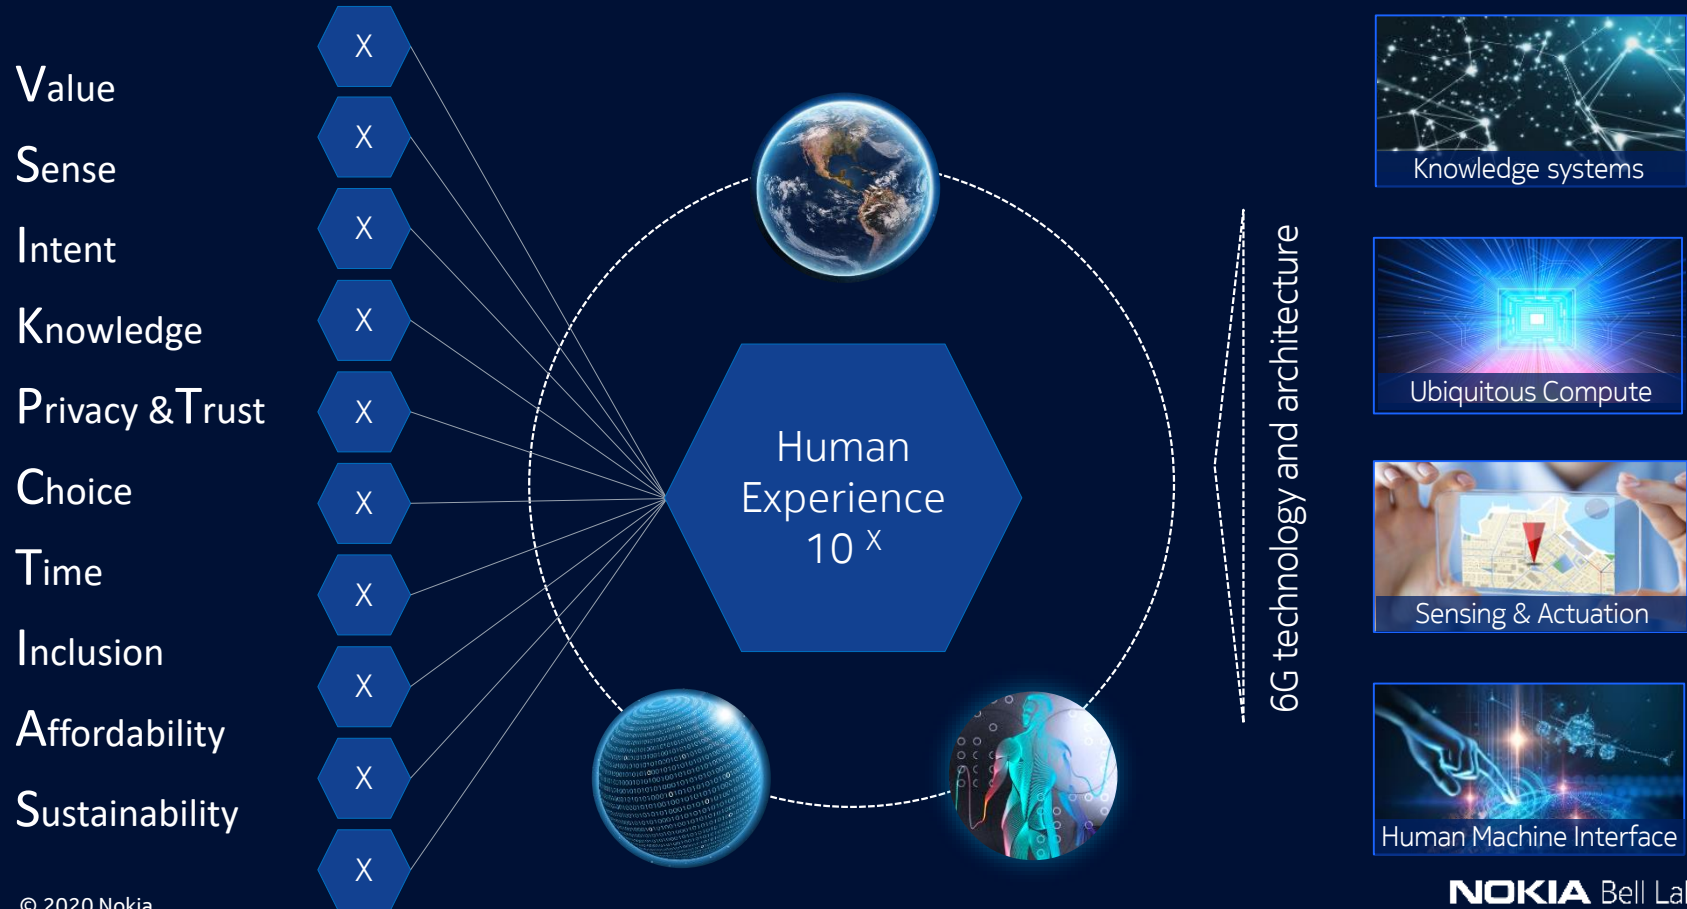 Value
Sense
Intent
Knowledge
Privacy &Trust
Choice
Time
Inclusion
Affordability
Sustainability
© 2020 Nokia
X
X
X
X
X
X
X
X
X
X
Human
Experience
10 X
6G technology and architecture
Knowledge systems
Ubiquitous Compute
Sensing & Actuation
Human Machine Interface
NOKIA Bell La